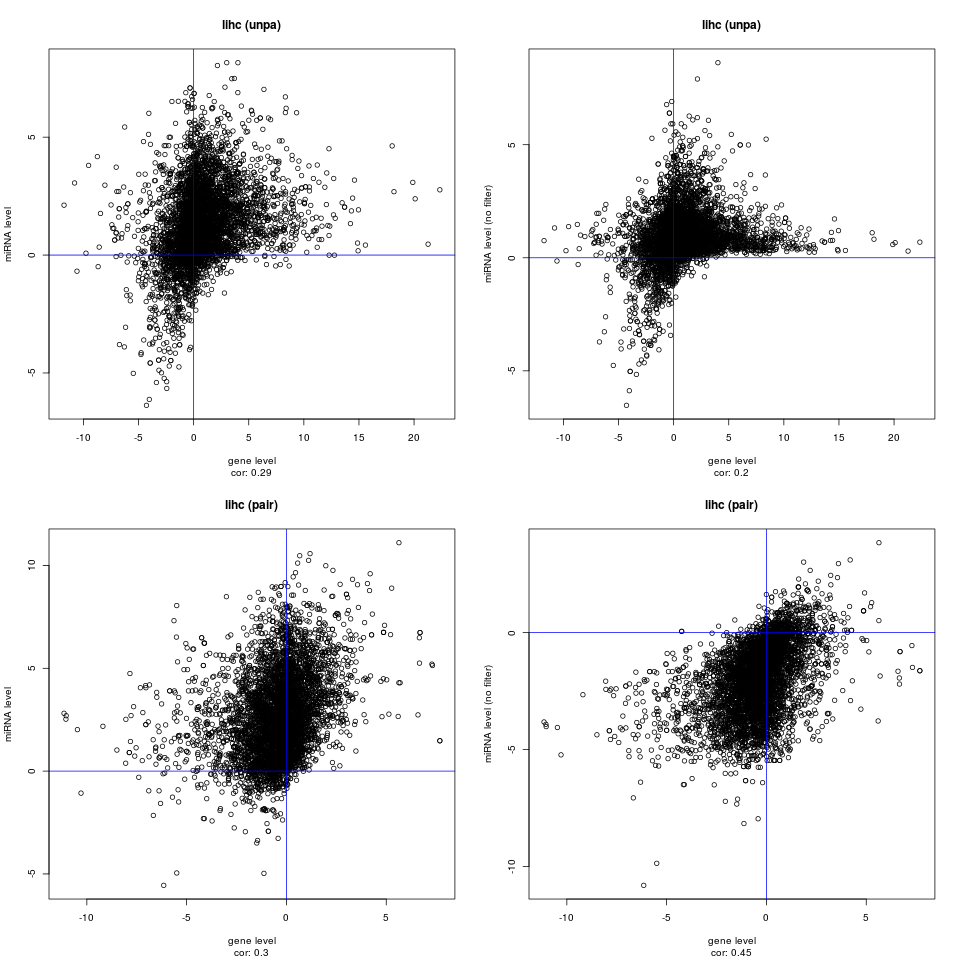 lihc (unpa)
miRNA level
5
0
-5
-10 -5 0 5 10 15 20
gene level
cor: 0.29
lihc (unpa)
miRNA level (no filter)
5
0
-5
-10 -5 0 5 10 15 20
gene level
cor: 0.2
lihc (pair)
miRNA level
10
5
0
-5
-10 -5 0 5
gene level
cor: 0.3
lihc (pair)
miRNA level (no filter)
0
-5
-10
-10 -5 0 5
gene level
cor: 0.45